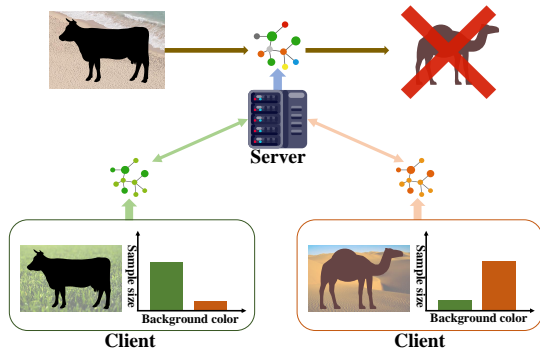 Server
Sample size
Background color
Client
Sample size
Background color
Client